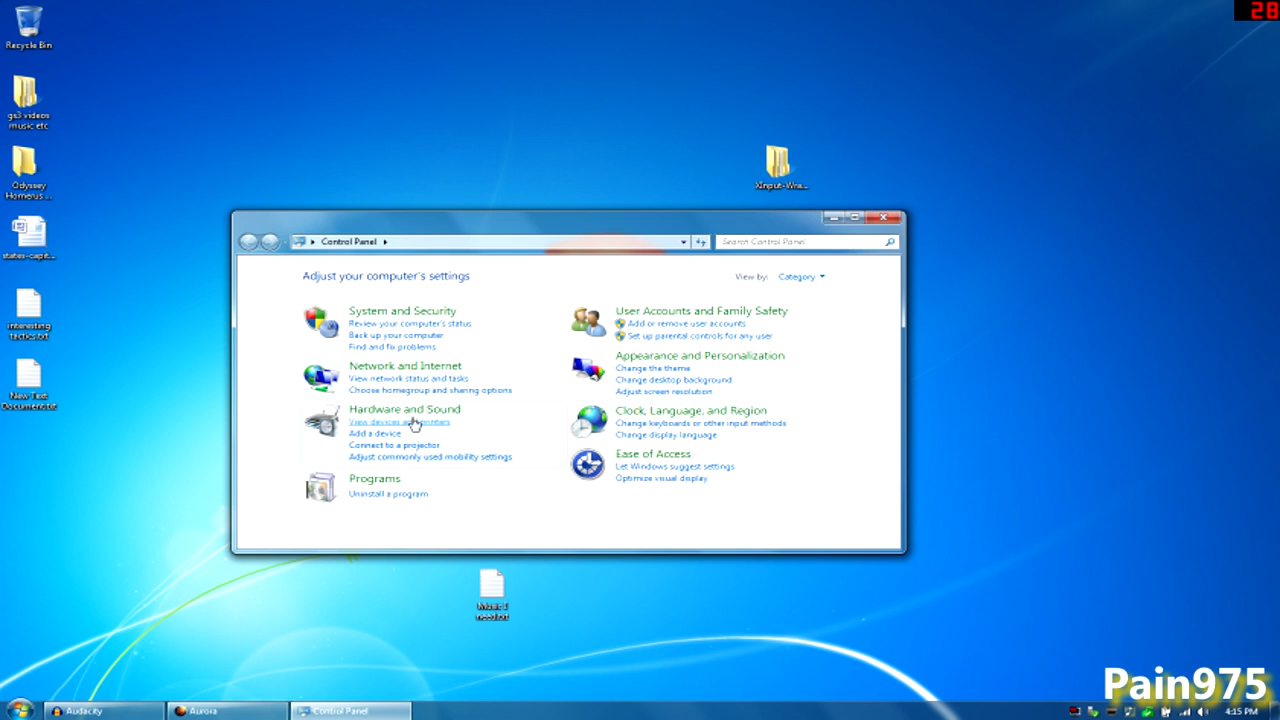 28
Recycle Bin
gs3 videos
music etc
Odyssey
Homerus...
states-capit...
interesting
tactics.txt
New Text
Document.txt
XInput-Wra...
Control Panel
Search Control Panel
Adjust your computer's settings
View by: Category
System and Security
Review your computer's status
Back up your computer
Find and fix problems
Network and Internet
View network status and tasks
Choose homegroup and sharing options
Hardware and Sound
View devices and printers
Add a device
Connect to a projector
Adjust commonly used mobility settings
Programs
Uninstall a program
User Accounts and Family Safety
Add or remove user accounts
Set up parental controls for any user
Appearance and Personalization
Change the theme
Change desktop background
Adjust screen resolution
Clock, Language, and Region
Change keyboards or other input methods
Change display language
Ease of Access
Let Windows suggest settings
Optimize visual display
Music I
need.txt
Pain975
Audacity
Aurora
Control Panel
4:15 PM